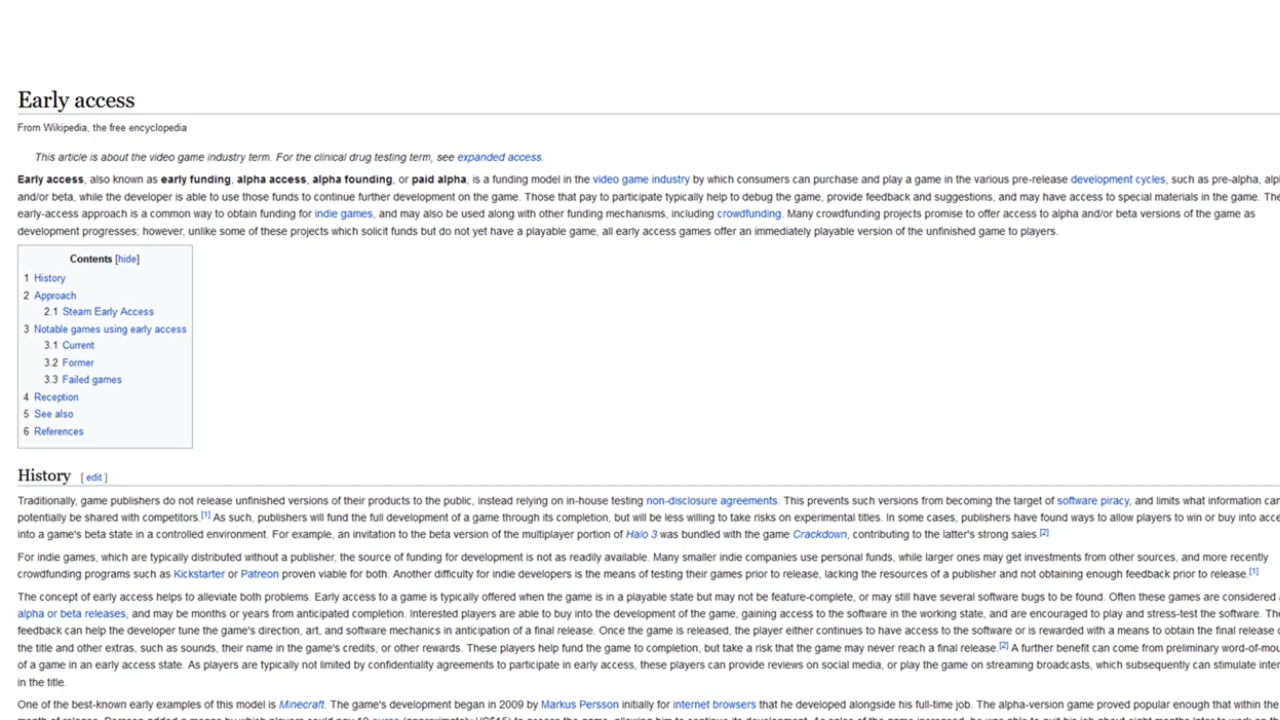 Early access
From Wikipedia, the free encyclopedia
This article is about the video game industry term. For the clinical drug testing term, see expanded access.
Early access, also known as early funding, alpha access, alpha founding, or paid alpha, is a funding model in the video game industry by which consumers can purchase and play a game in the various pre-release development cycles, such as pre-alpha,
and/or beta, while the developer is able to use those funds to continue further development on the game. Those that pay to participate typically help to debug the game, provide feedback and suggestions, and may have access to special materials in the game.
early-access approach is a common way to obtain funding for indie games, and may also be used along with other funding mechanisms, including crowdfunding. Many crowdfunding projects promise to offer access to alpha and/or beta versions of the game as
development progresses; however, unlike some of these projects which solicit funds but do not yet have a playable game, all early access games offer an immediately playable version of the unfinished game to players.
Contents [hide]
1 History
2 Approach
2.1 Steam Early Access
3 Notable games using early access
3.1 Current
3.2 Former
3.3 Failed games
4 Reception
5 See also
6 References
History [ edit ]
Traditionally, game publishers do not release unfinished versions of their products to the public, instead relying on in-house testing non-disclosure agreements. This prevents such versions from becoming the target of software piracy, and limits what information can
potentially be shared with competitors.[1] As such, publishers will fund the full development of a game through its completion, but will be less willing to take risks on experimental titles. In some cases, publishers have found ways to allow players to win or buy into
into a game's beta state in a controlled environment. For example, an invitation to the beta version of the multiplayer portion of Halo 3 was bundled with the game Crackdown, contributing to the latter's strong sales.[2]
For indie games, which are typically distributed without a publisher, the source of funding for development is not as readily available. Many smaller indie companies use personal funds, while larger ones may get investments from other sources, and more recently
crowdfunding programs such as Kickstarter or Patreon proven viable for both. Another difficulty for indie developers is the means of testing their games prior to release, lacking the resources of a publisher and not obtaining enough feedback prior to release.[1]
The concept of early access helps to alleviate both problems. Early access to a game is typically offered when the game is in a playable state but may not be feature-complete, or may still have several software bugs to be found. Often these games are considered
alpha or beta releases, and may be months or years from anticipated completion. Interested players are able to buy into the development of the game, gaining access to the software in the working state, and are encouraged to play and stress-test the software.
feedback can help the developer tune the game's direction, art, and software mechanics in anticipation of a final release. Once the game is released, the player either continues to have access to the software or is rewarded with a means to obtain the final release
the title and other extras, such as sounds, their name in the game's credits, or other rewards. These players help fund the game to completion, but take a risk that the game may never reach a final release.[2] A further benefit can come from preliminary
of a game in an early access state. As players are typically not limited by confidentiality agreements to participate in early access, these players can provide reviews on social media, or play the game on streaming broadcasts, which subsequently can stimulate
in the title.
One of the best-known early examples of this model is Minecraft. The game's development began in 2009 by Markus Persson initially for internet browsers that he developed alongside his full-time job. The alpha-version game proved popular enough that within the